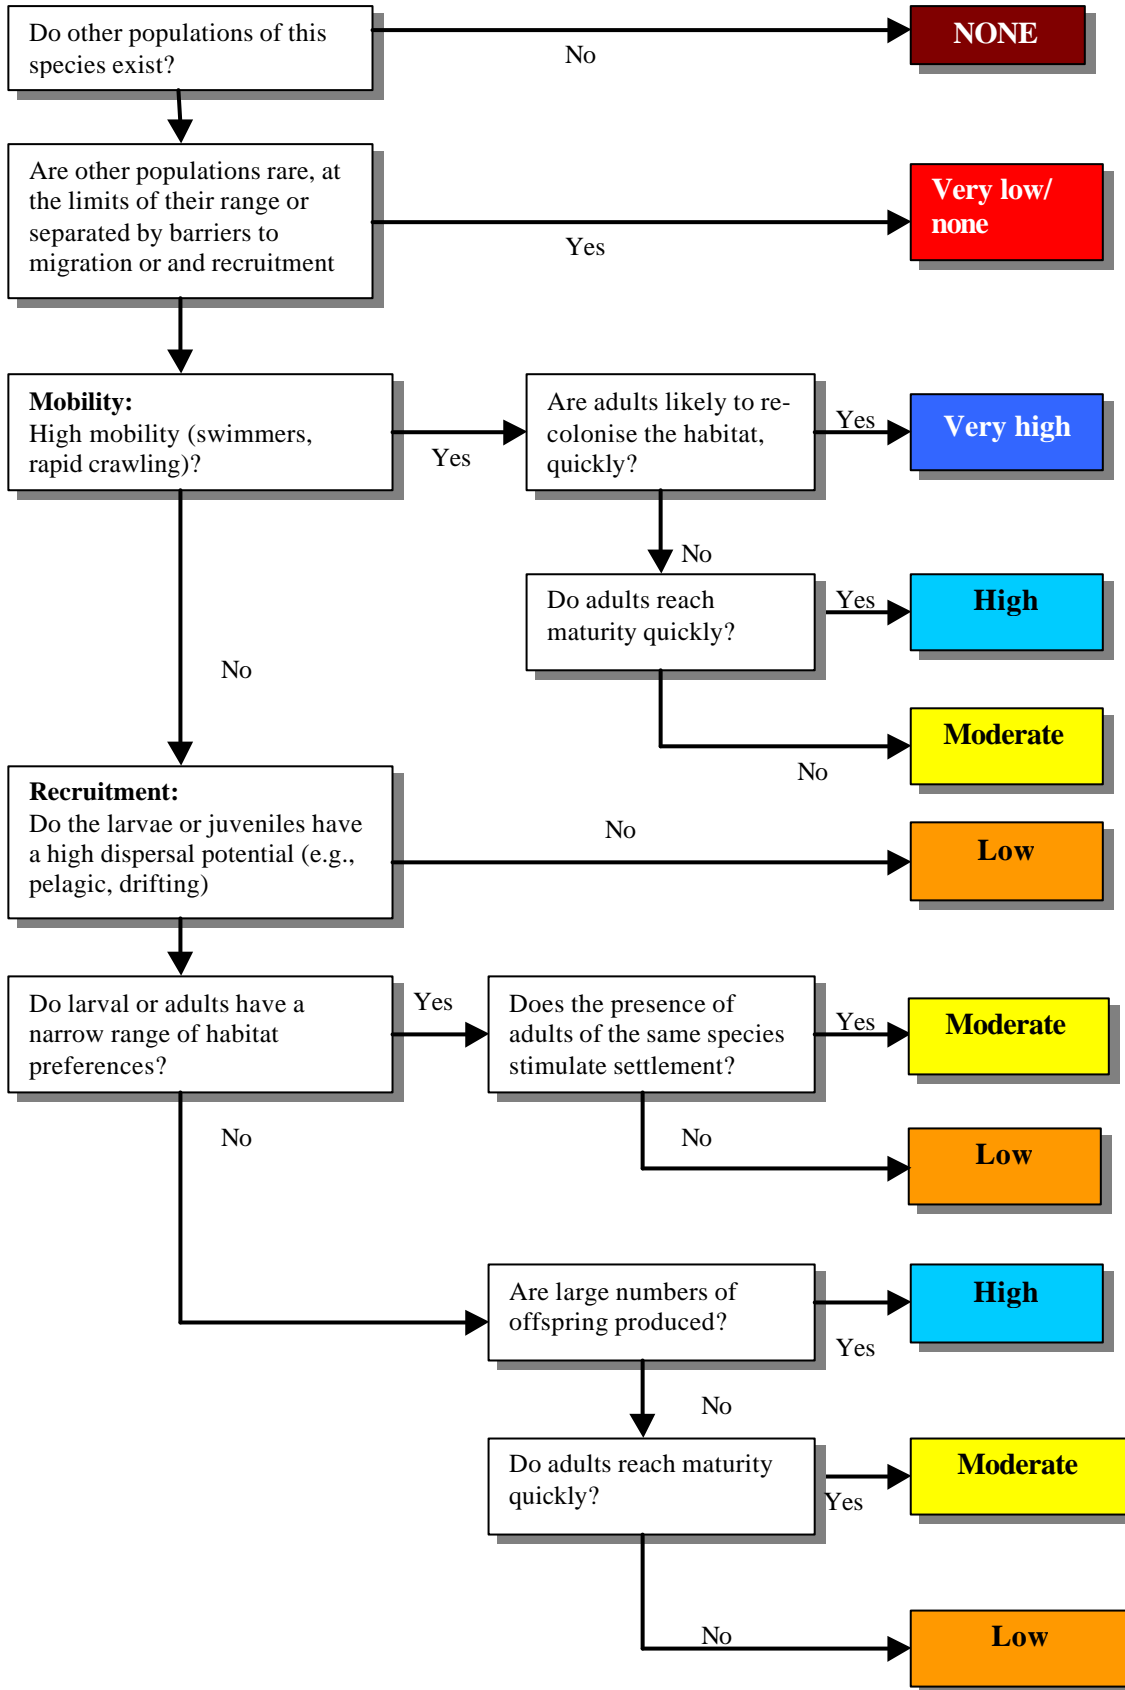 Do other populations of this
species exist?
No
NONE
Are other populations rare, at
the limits of their range or
separated by barriers to
migration or and recruitment
Yes
Very low/
none
Mobility:
High mobility (swimmers,
rapid crawling)?
Yes
Are adults likely to re-
colonise the habitat,
quickly?
Yes
Very high
No
Do adults reach
maturity quickly?
Yes
High
No
Moderate
No
Recruitment:
Do the larvae or juveniles have
a high dispersal potential (e.g.,
pelagic, drifting)
No
Low
Do larval or adults have a
narrow range of habitat
preferences?
Yes
Does the presence of
adults of the same species
stimulate settlement?
Yes
Moderate
No
Low
No
Are large numbers of
offspring produced?
Yes
High
No
Do adults reach maturity
quickly?
Yes
Moderate
No
Low